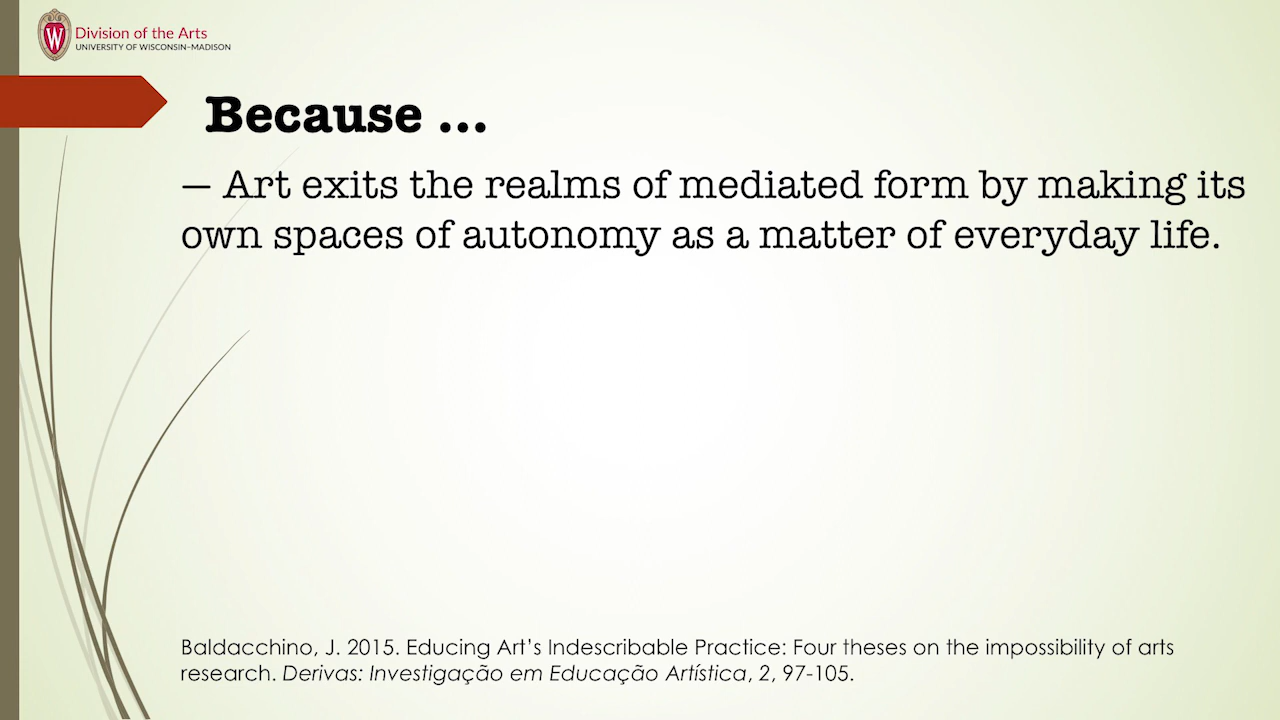 Division of the Arts
UNIVERSITY OF WISCONSIN–MADISON
Because …
— Art exits the realms of mediated form by making its
own spaces of autonomy as a matter of everyday life.
Baldacchino, J. 2015. Educing Art’s Indescribable Practice: Four theses on the impossibility of arts
research. Derivas: Investigação em Educação Artística, 2, 97-105.